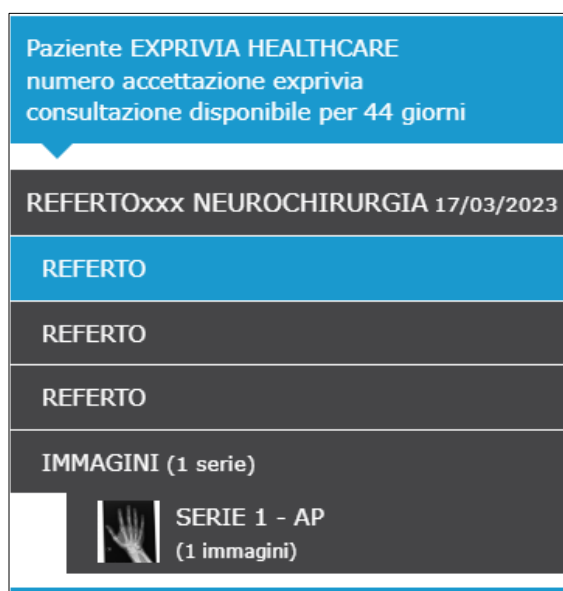 Paziente EXPRIVIA HEALTHCARE
numero accettazione exprivia
consultazione disponibile per 44 giorni
REFERTOxxx NEUROCHIRURGIA 17/03/2023
REFERTO
REFERTO
REFERTO
IMMAGINI (1 serie)
SERIE 1 - AP
(1 immagini)